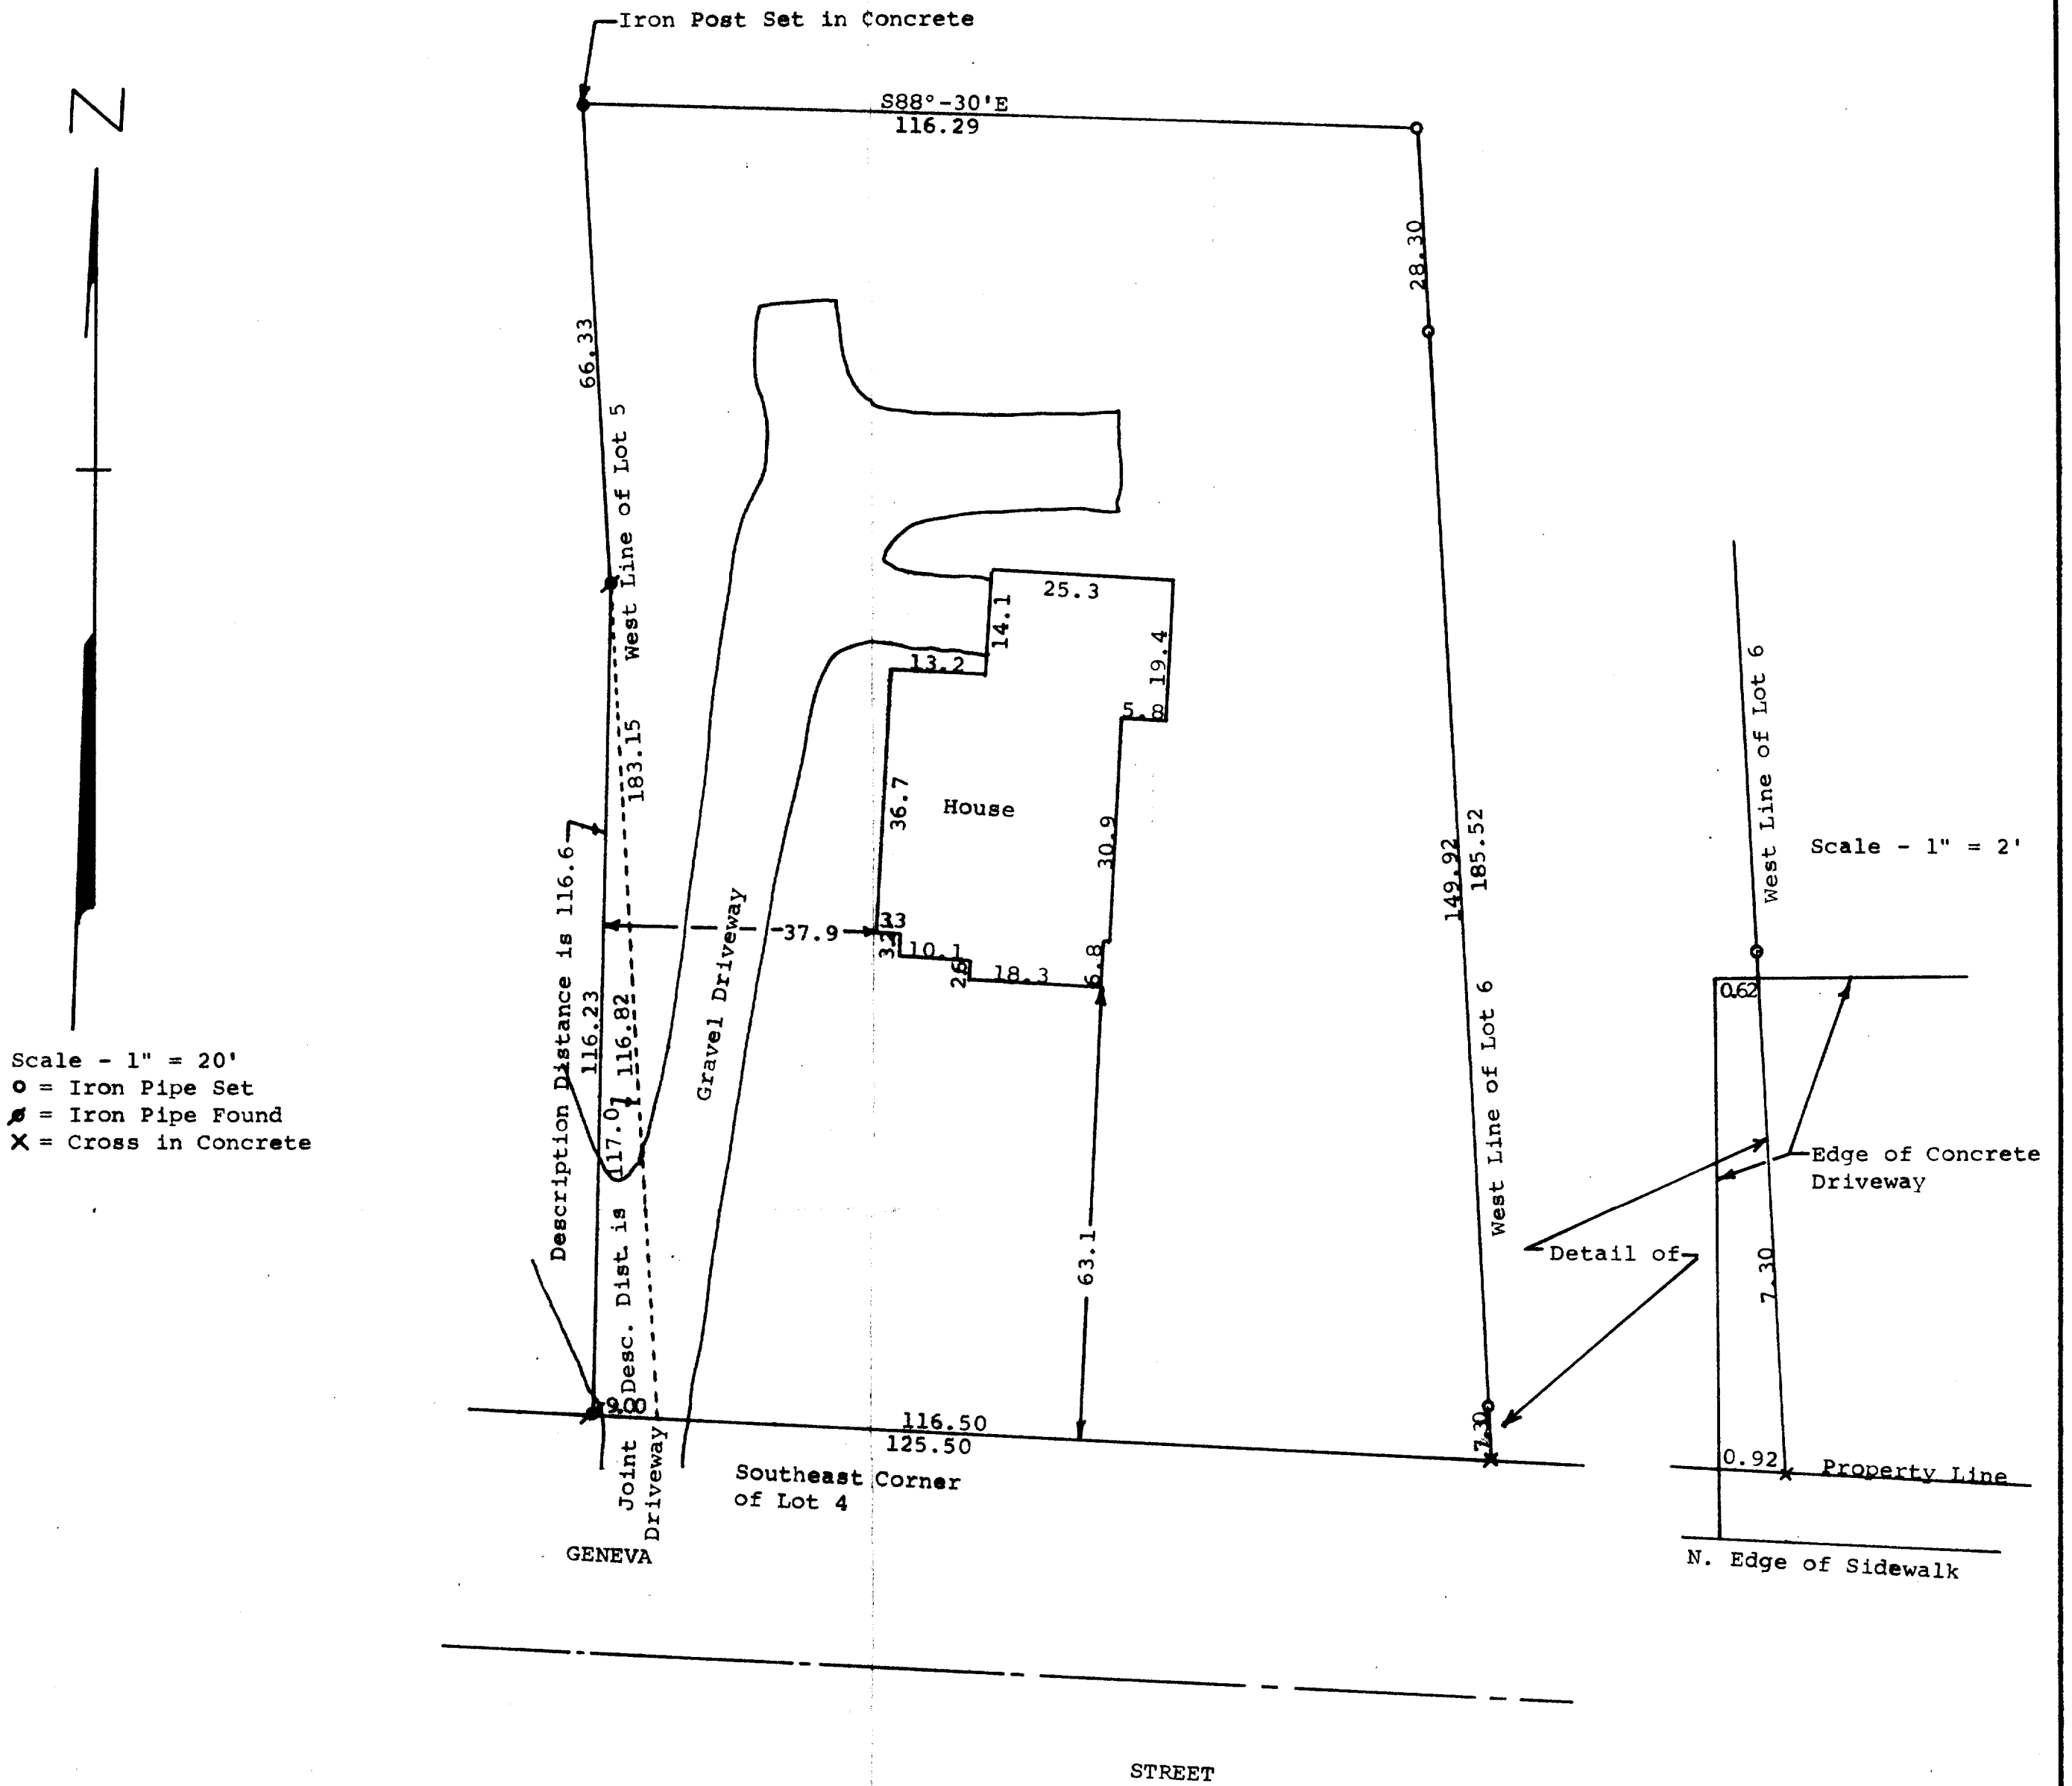 Iron Post Set in Concrete
N
S88°-30'E
116.29
28.30
66.33
West Line of Lot 5
25.3
14.1
13.2
19.4
5.8
183.15
36.7
House
30.9
149.92
185.52
West Line of Lot 6
Scale - 1" = 2'
Description Distance is 116.6
37.9
33
10.1
26
18.3
6.8
Gravel Driveway
116.23
116.82
Desc. Dist. is 117.0
0.62
West Line of Lot 6
Scale - 1" = 20'
o = Iron Pipe Set
= Iron Pipe Found
X = Cross in Concrete
Edge of Concrete
Driveway
63.1
Detail of
7.30
9.00
116.50
125.50
7.30
0.92
Property Line
Joint
Driveway
Southeast Corner
of Lot 4
GENEVA
N. Edge of Sidewalk
STREET